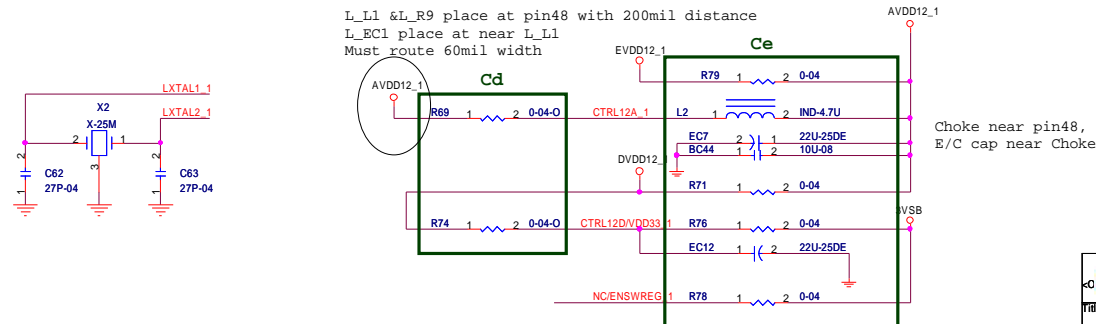 L_L1 &L_R9 place at pin48 with 200mil distance
L_EC1 place at near L_L1
Must route 60mil width
AVDD12_1
EVDD12_1
Ce
Cd
AVDD12_1
R79 1 2 0-04
LXTAL1_1
X2
X-25M
LXTAL2_1
R69 1 2 0-04-O
CTRL12A_1
L2 1 2 IND-4.7U
Choke near pin48,
E/C cap near Choke
2 1
3
EC7 2 1 22U-25DE
BC44 1 2 10U-08
DVDD12_1
2
C62
27P-04
1
2
C63
27P-04
1
R71 1 2 0-04
R74 1 2 0-04-O
CTRL12D/VDD33_1
R76 1 2 0-04
3VSB
EC12 1 2 22U-25DE
NC/ENSWREG_1
R78 1 2 0-04